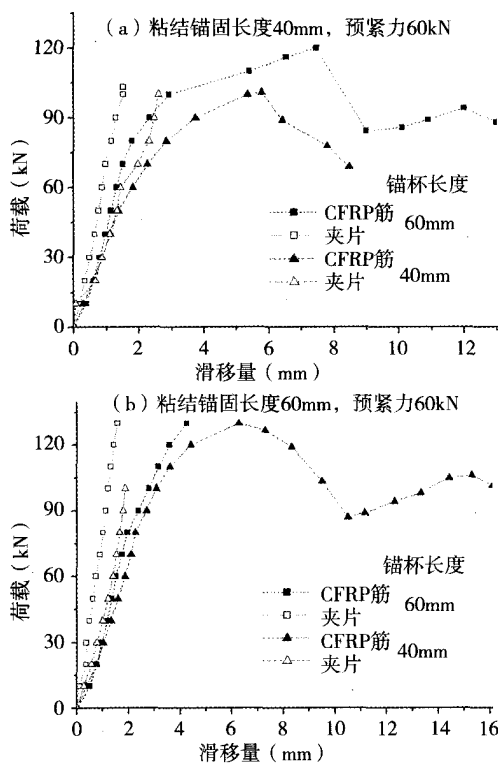 （a）粘结锚固长度40mm，预紧力60kN
120
90
60
30
0
荷载（kN）
锚杯长度
CFRP筋
60mm
夹片
CFRP筋
40mm
夹片
0 2 4 6 8 10 12
滑移量（mm）
（b）粘结锚固长度60mm，预紧力60kN
120
90
60
30
0
荷载（kN）
锚杯长度
CFRP筋
60mm
夹片
CFRP筋
40mm
夹片
0 2 4 6 8 10 12 14 16
滑移量（mm）